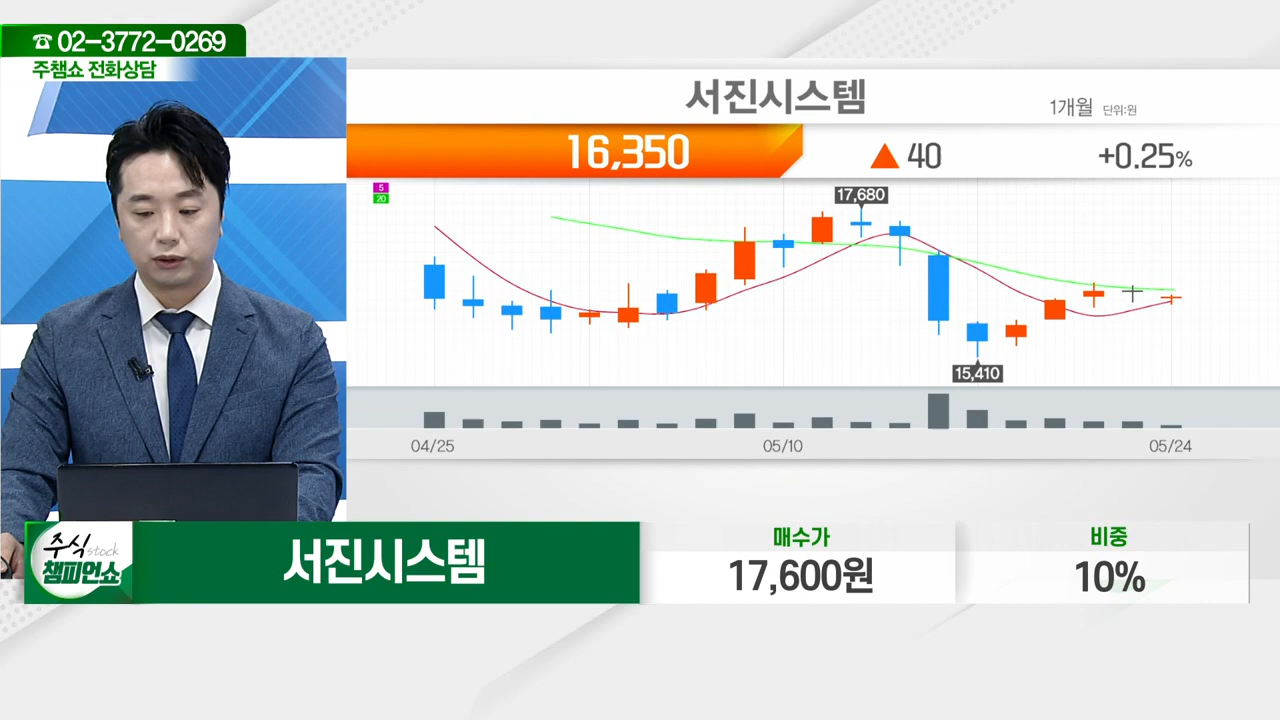 ☎ 02-3772-0269
주챔쇼 전화상담
서진시스템
1개월 단위:원
16,350 ▲ 40 +0.25%
5
20
17,680
15,410
04/25 05/10 05/24
주식 stock
챔피언쇼
서진시스템
매수가
17,600원
비중
10%